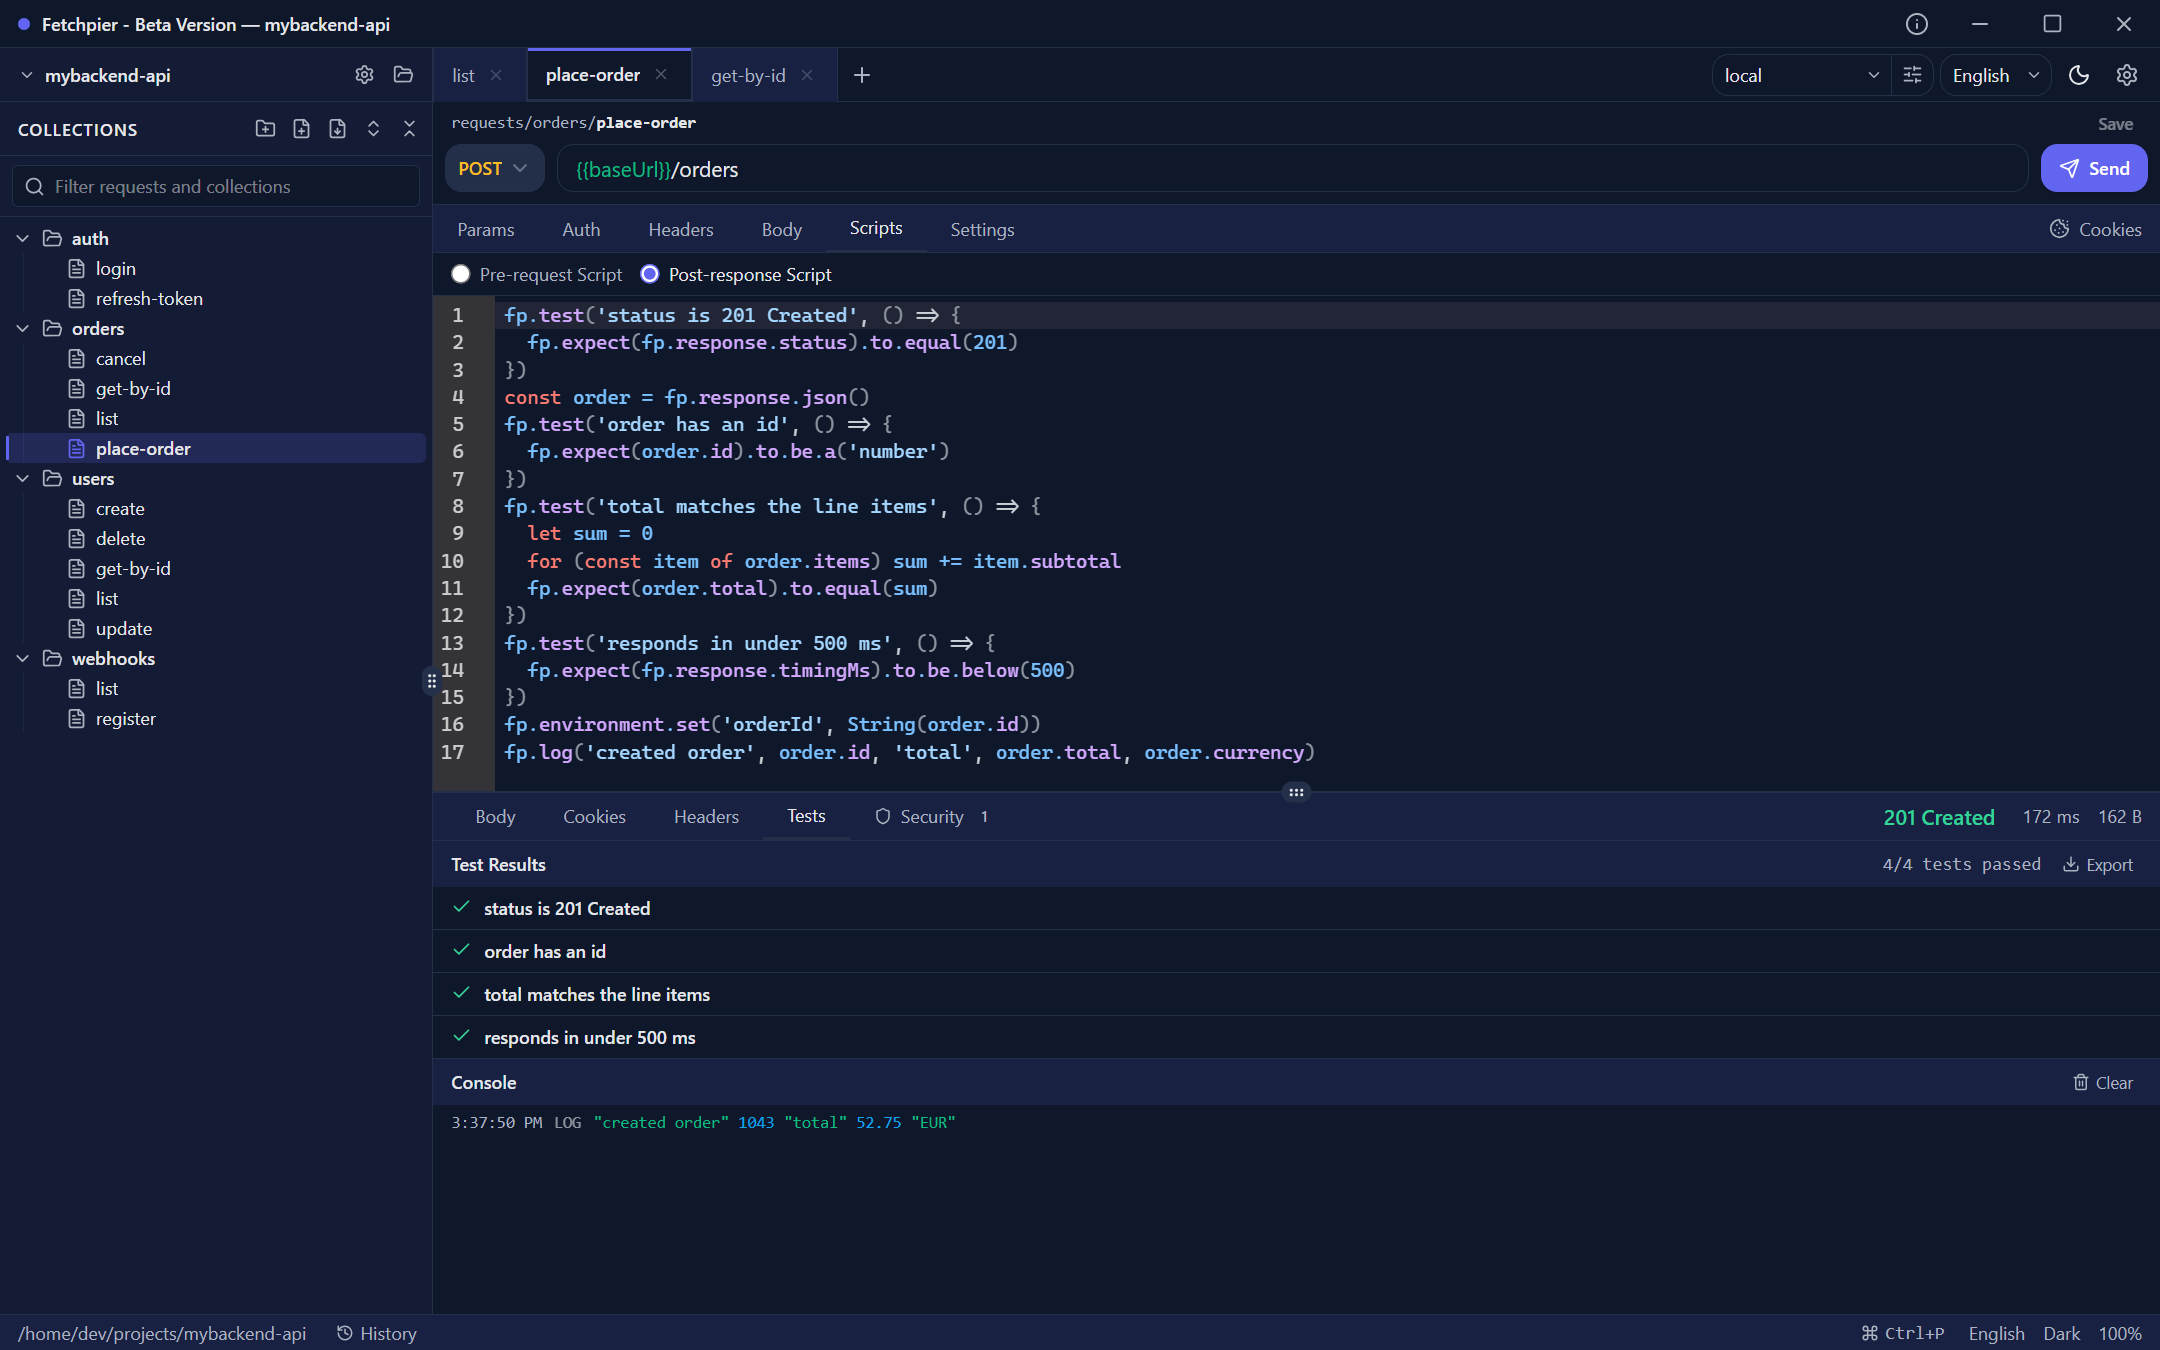 Fetchpier - Beta Version — mybackend-api
mybackend-api
list
place-order
get-by-id
local
English
COLLECTIONS
Filter requests and collections
auth
login
refresh-token
orders
cancel
get-by-id
list
place-order
users
create
delete
get-by-id
list
update
webhooks
list
register
requests/orders/place-order
Save
POST
{{baseUrl}}/orders
Send
Params
Auth
Headers
Body
Scripts
Settings
Cookies
Pre-request Script
Post-response Script
1 fp.test('status is 201 Created', () => {
2   fp.expect(fp.response.status).to.equal(201)
3 })
4 const order = fp.response.json()
5 fp.test('order has an id', () => {
6   fp.expect(order.id).to.be.a('number')
7 })
8 fp.test('total matches the line items', () => {
9   let sum = 0
10   for (const item of order.items) sum += item.subtotal
11   fp.expect(order.total).to.equal(sum)
12 })
13 fp.test('responds in under 500 ms', () => {
14   fp.expect(fp.response.timingMs).to.be.below(500)
15 })
16 fp.environment.set('orderId', String(order.id))
17 fp.log('created order', order.id, 'total', order.total, order.currency)
Body
Cookies
Headers
Tests
Security 1
201 Created
172 ms
162 B
Test Results
4/4 tests passed
Export
status is 201 Created
order has an id
total matches the line items
responds in under 500 ms
Console
Clear
3:37:50 PM LOG "created order" 1043 "total" 52.75 "EUR"
/home/dev/projects/mybackend-api
History
⌘ Ctrl+P
English
Dark
100%